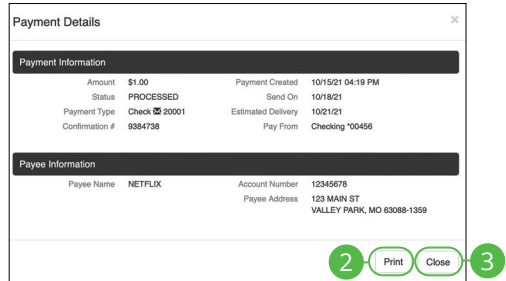 Payment Details ×
Payment Information
Amount $1.00 Payment Created 10/15/21 04:19 PM
Status PROCESSED Send On 10/18/21
Payment Type Check 20001 Estimated Delivery 10/21/21
Confirmation # 9384738 Pay From Checking *00456
Payee Information
Payee Name NETFLIX Account Number 12345678
Payee Address 123 MAIN ST
VALLEY PARK, MO 63088-1359
2 Print Close 3